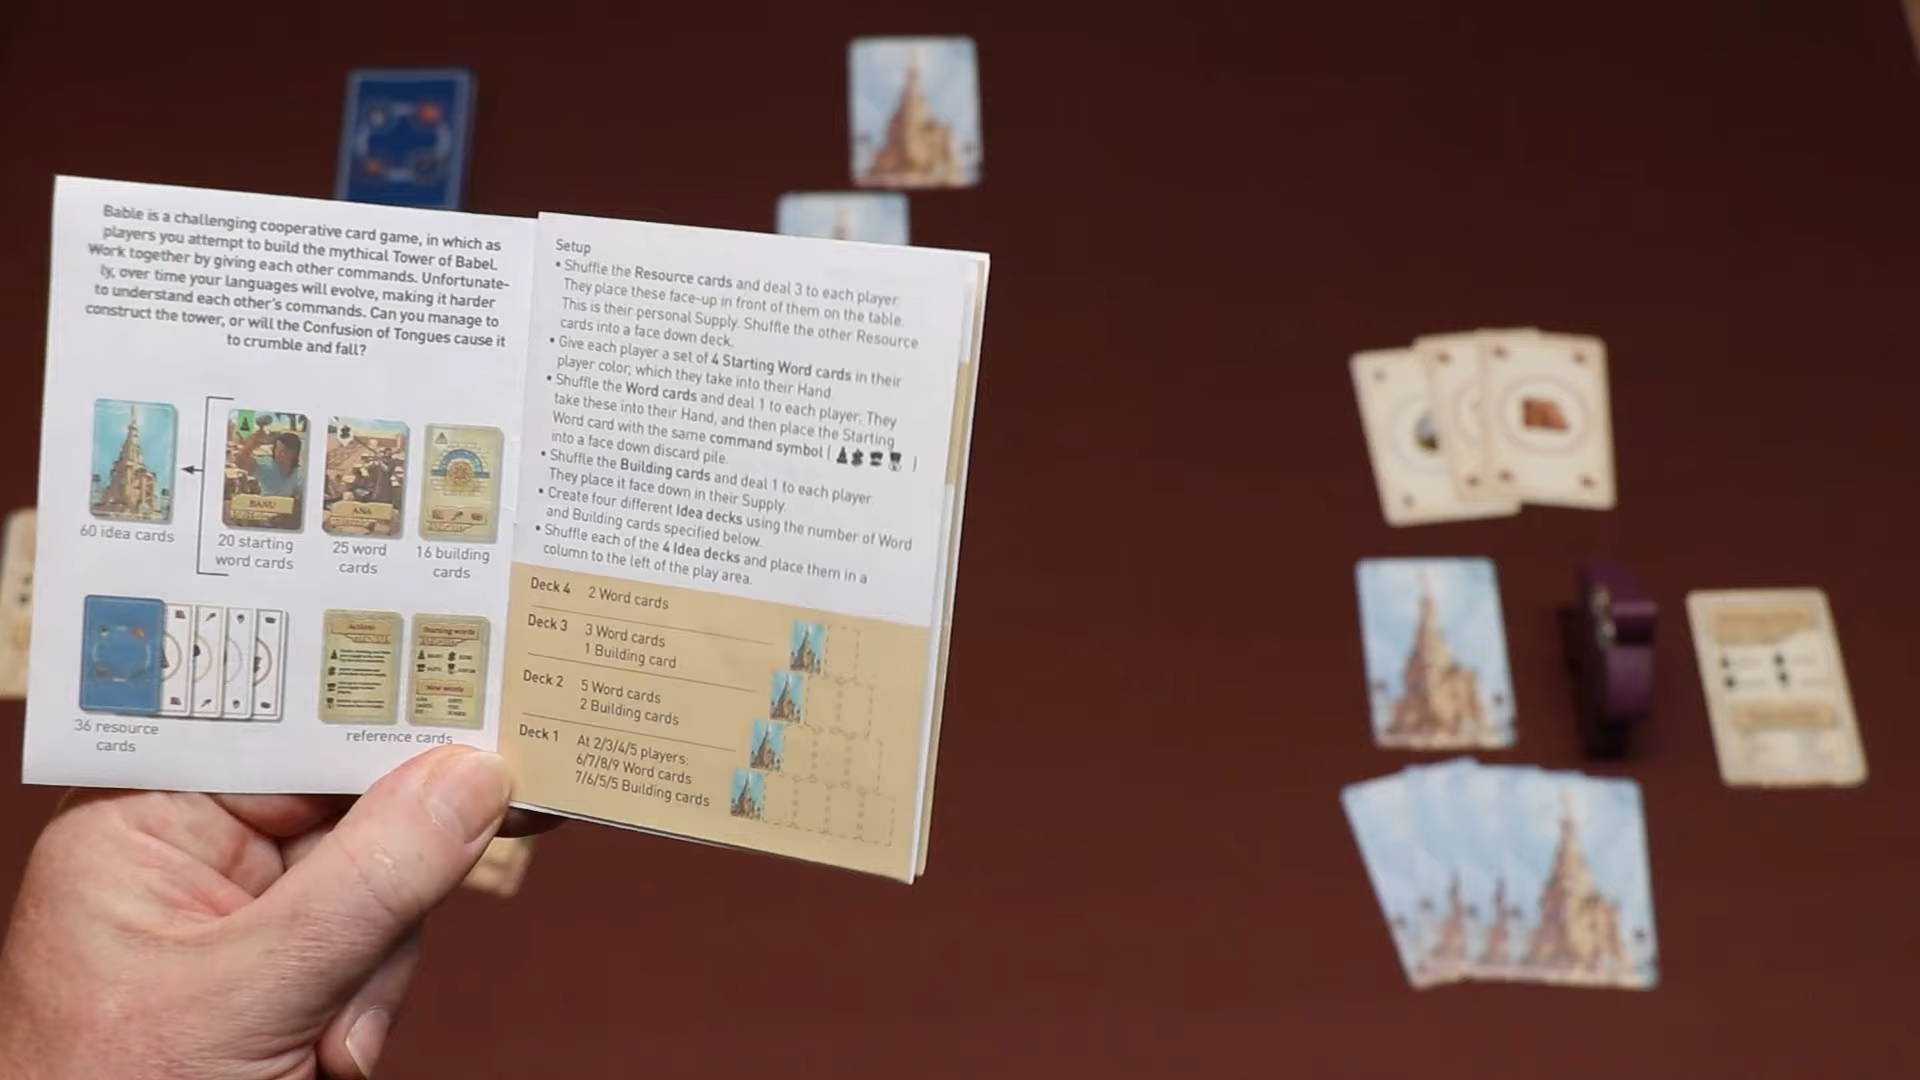 Bable is a challenging cooperative card game, in which as
players you attempt to build the mythical Tower of Babel.
Work together by giving each other commands. Unfortunate-
ly, over time your languages will evolve, making it harder
to understand each other's commands. Can you manage to
construct the tower, or will the Confusion of Tongues cause it
to crumble and fall?
BANU
ANA
60 idea cards
20 starting
word cards
25 word
cards
16 building
cards
Actions
Starting words
New words
36 resource
cards
reference cards
Setup
• Shuffle the Resource cards and deal 3 to each player.
They place these face-up in front of them on the table.
This is their personal Supply. Shuffle the other Resource
cards into a face down deck.
• Give each player a set of 4 Starting Word cards in their
player color, which they take into their Hand.
• Shuffle the Word cards and deal 1 to each player. They
take these into their Hand, and then place the Starting
Word card with the same command symbol ( )
into a face down discard pile.
• Shuffle the Building cards and deal 1 to each player.
They place it face down in their Supply.
• Create four different Idea decks using the number of Word
and Building cards specified below.
• Shuffle each of the 4 Idea decks and place them in a
column to the left of the play area.
Deck 4 2 Word cards
Deck 3 3 Word cards
1 Building card
Deck 2 5 Word cards
2 Building cards
Deck 1 At 2/3/4/5 players:
6/7/8/9 Word cards
7/6/5/5 Building cards